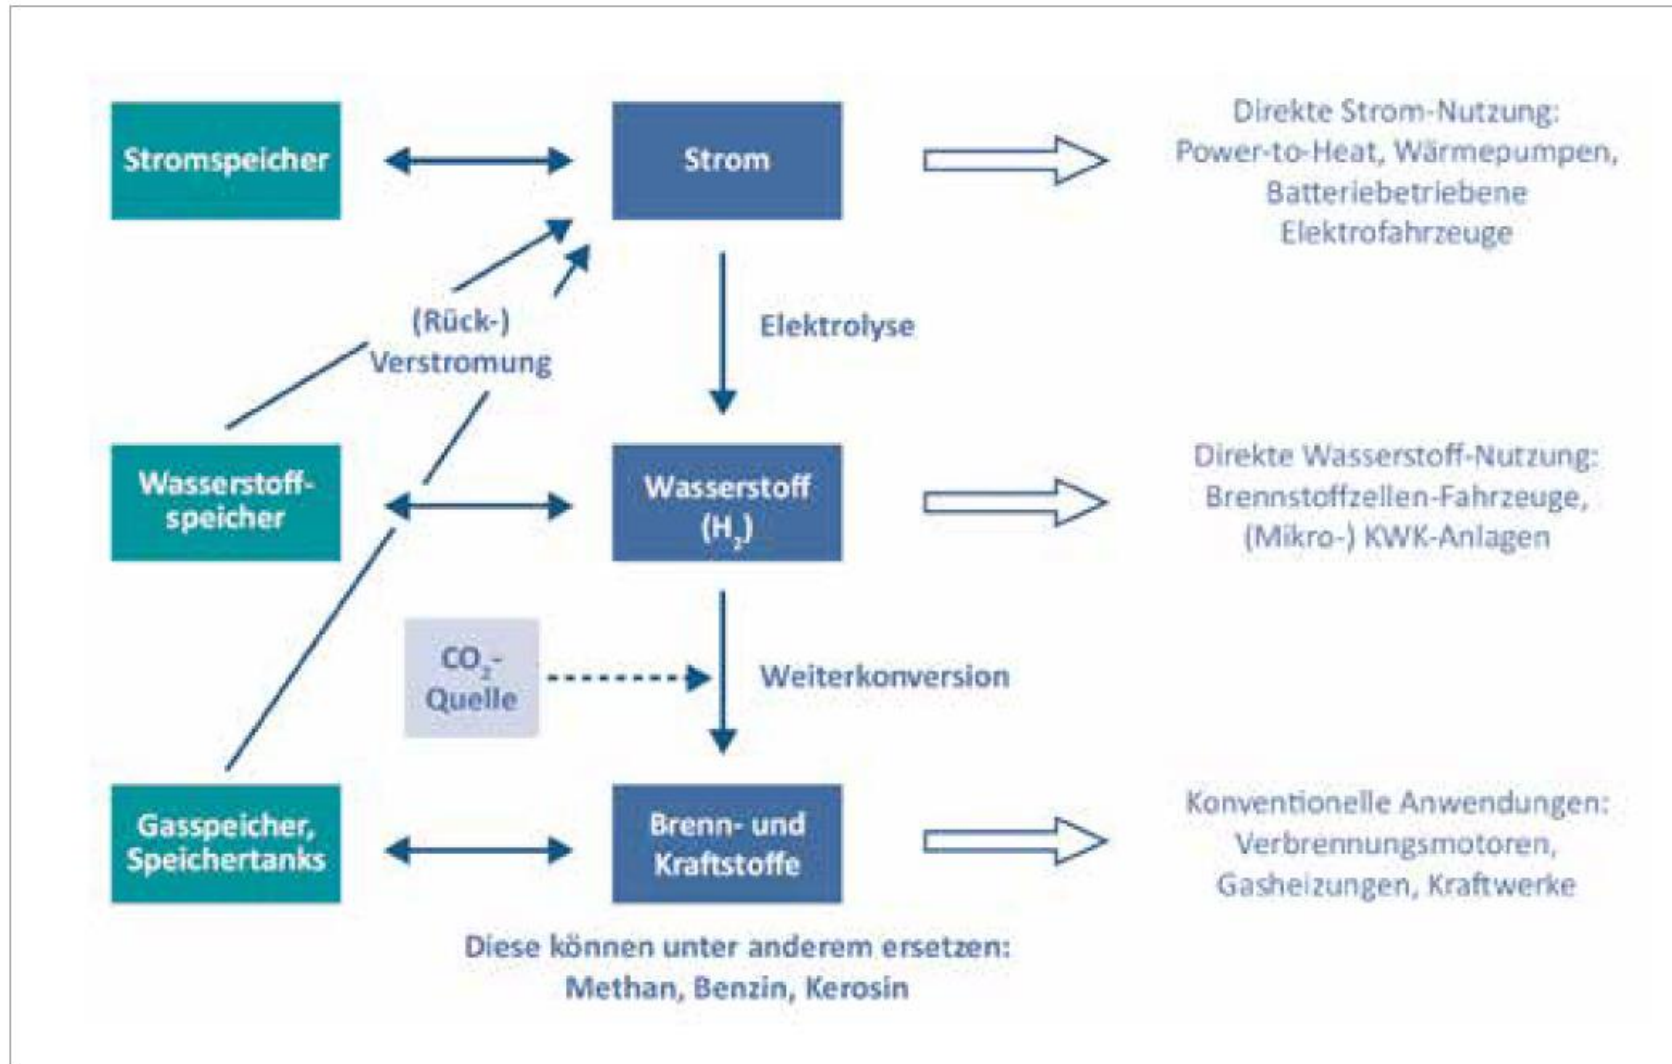 Stromspeicher
Strom
Direkte Strom-Nutzung:
Power-to-Heat, Wärmepumpen,
Batteriebetriebene
Elektrofahrzeuge
(Rück-)
Verstromung
Elektrolyse
Wasserstoff-
speicher
Wasserstoff
(H₂)
Direkte Wasserstoff-Nutzung:
Brennstoffzellen-Fahrzeuge,
(Mikro-) KWK-Anlagen
CO₂-
Quelle
Weiterkonversion
Gasspeicher,
Speichertanks
Brenn- und
Kraftstoffe
Konventionelle Anwendungen:
Verbrennungsmotoren,
Gasheizungen, Kraftwerke
Diese können unter anderem ersetzen:
Methan, Benzin, Kerosin